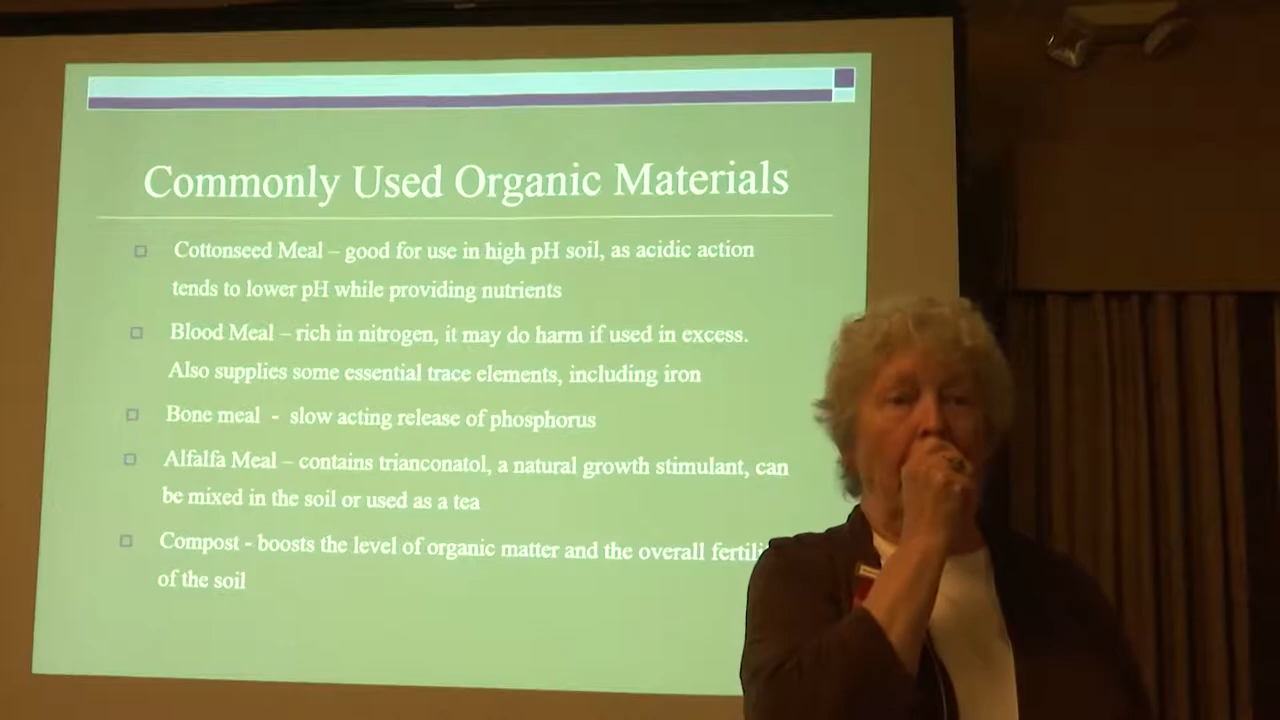 Commonly Used Organic Materials
Cottonseed Meal – good for use in high pH soil, as acidic action
tends to lower pH while providing nutrients
Blood Meal – rich in nitrogen, it may do harm if used in excess.
Also supplies some essential trace elements, including iron
Bone meal - slow acting release of phosphorus
Alfalfa Meal – contains trianconatol, a natural growth stimulant, can
be mixed in the soil or used as a tea
Compost - boosts the level of organic matter and the overall
of the soil